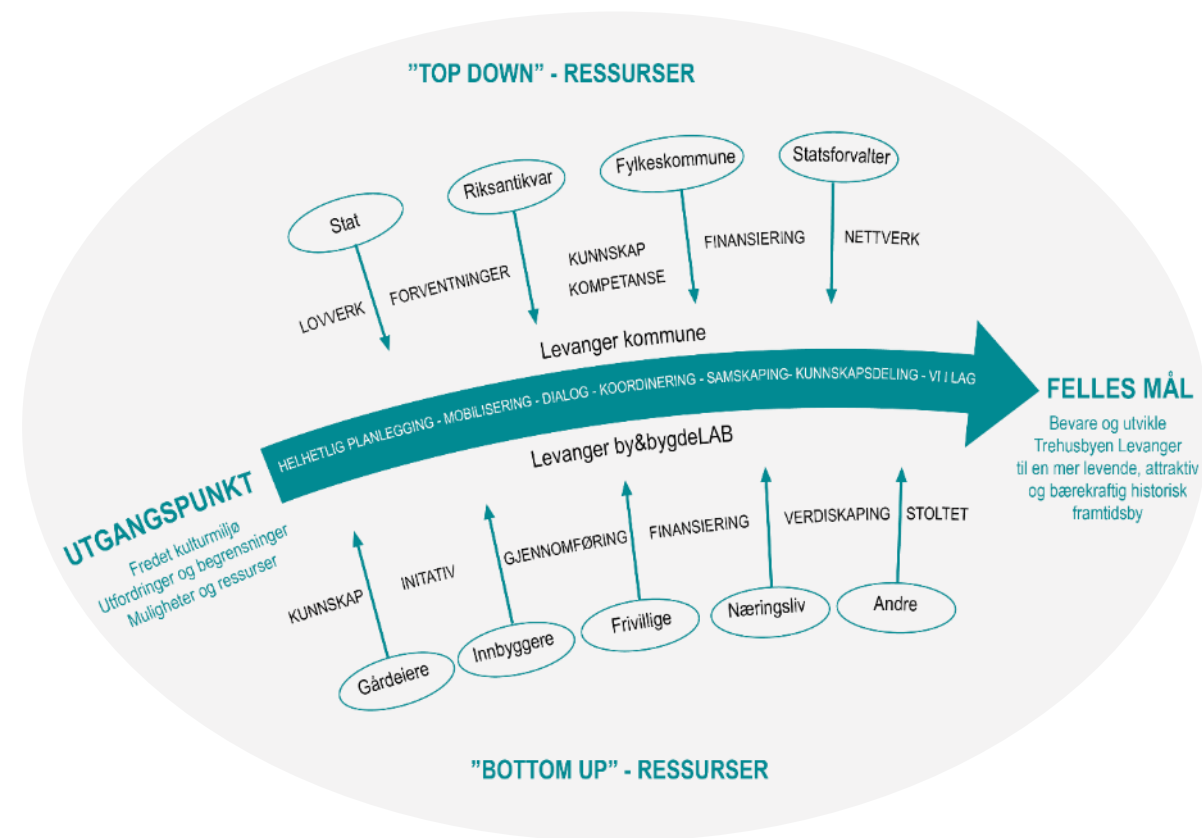 ”TOP DOWN” - RESSURSER
Stat
Riksantikvar
Fylkeskommune
Statsforvalter
LOVVERK
FORVENTNINGER
KUNNSKAP
KOMPETANSE
FINANSIERING
NETTVERK
Levanger kommune
HELHETLIG PLANLEGGING - MOBILISERING - DIALOG - KOORDINERING - SAMSKAPING- KUNNSKAPSDELING - VI I LAG
Levanger by&bygdeLAB
UTGANGSPUNKT
Fredet kulturmiljø
Utfordringer og begrensninger
Muligheter og ressurser
FELLES MÅL
Bevare og utvikle
Trehusbyen Levanger
til en mer levende, attraktiv
og bærekraftig historisk
framtidsby
KUNNSKAP
INITATIV
GJENNOMFØRING
FINANSIERING
VERDISKAPING
STOLTET
Gårdeiere
Innbyggere
Frivillige
Næringsliv
Andre
”BOTTOM UP” - RESSURSER